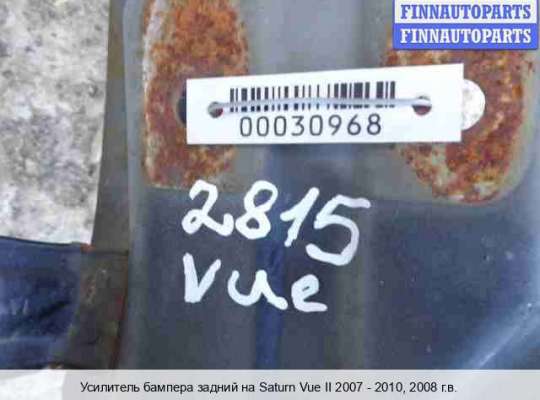 FINNAUTOPARTS
FINNAUTOPARTS
00030968
2815
Vue
Усилитель бампера задний на Saturn Vue II 2007 - 2010, 2008 г.в.